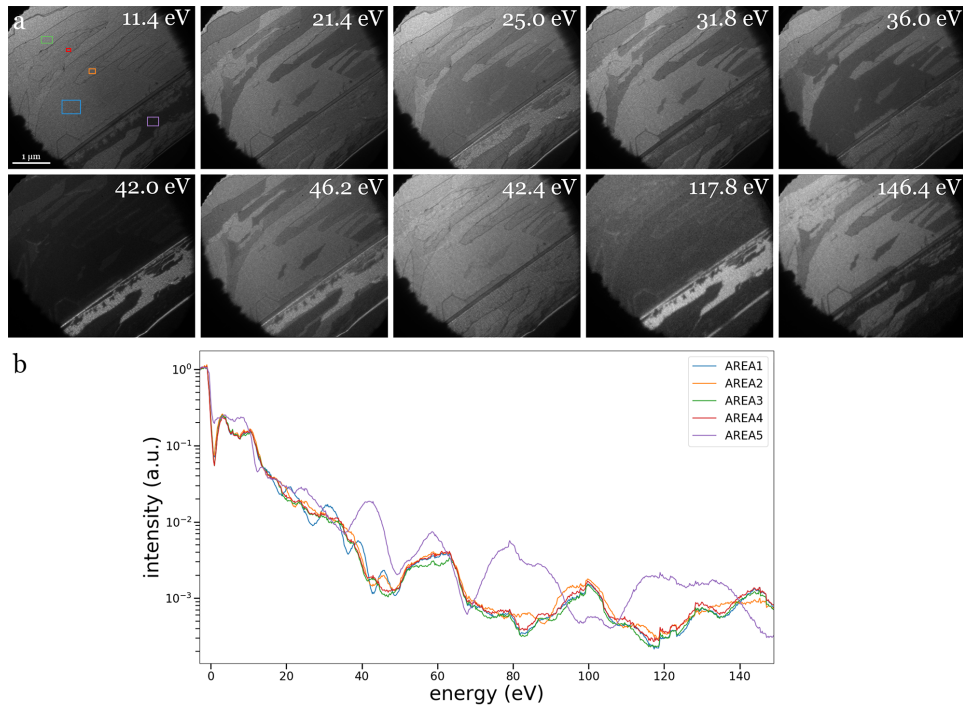 a
11.4 eV
21.4 eV
25.0 eV
31.8 eV
36.0 eV
1 µm
42.0 eV
46.2 eV
42.4 eV
117.8 eV
146.4 eV
b
intensity (a.u.)
10⁰
10⁻¹
10⁻²
10⁻³
AREA1
AREA2
AREA3
AREA4
AREA5
0 20 40 60 80 100 120 140
energy (eV)